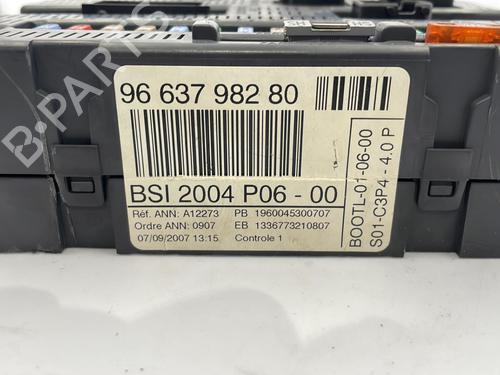 HS
96 637 982 80
BSI 2004 P06 - 00
Réf. ANN: A12273 PB 1960045300707
Ordre ANN: 0907 EB 1336773210807
07/09/2007 13:15 Controle 1
BOOTL-01-06-00
S01-C3P4 - 4.0 P
B-PARTS